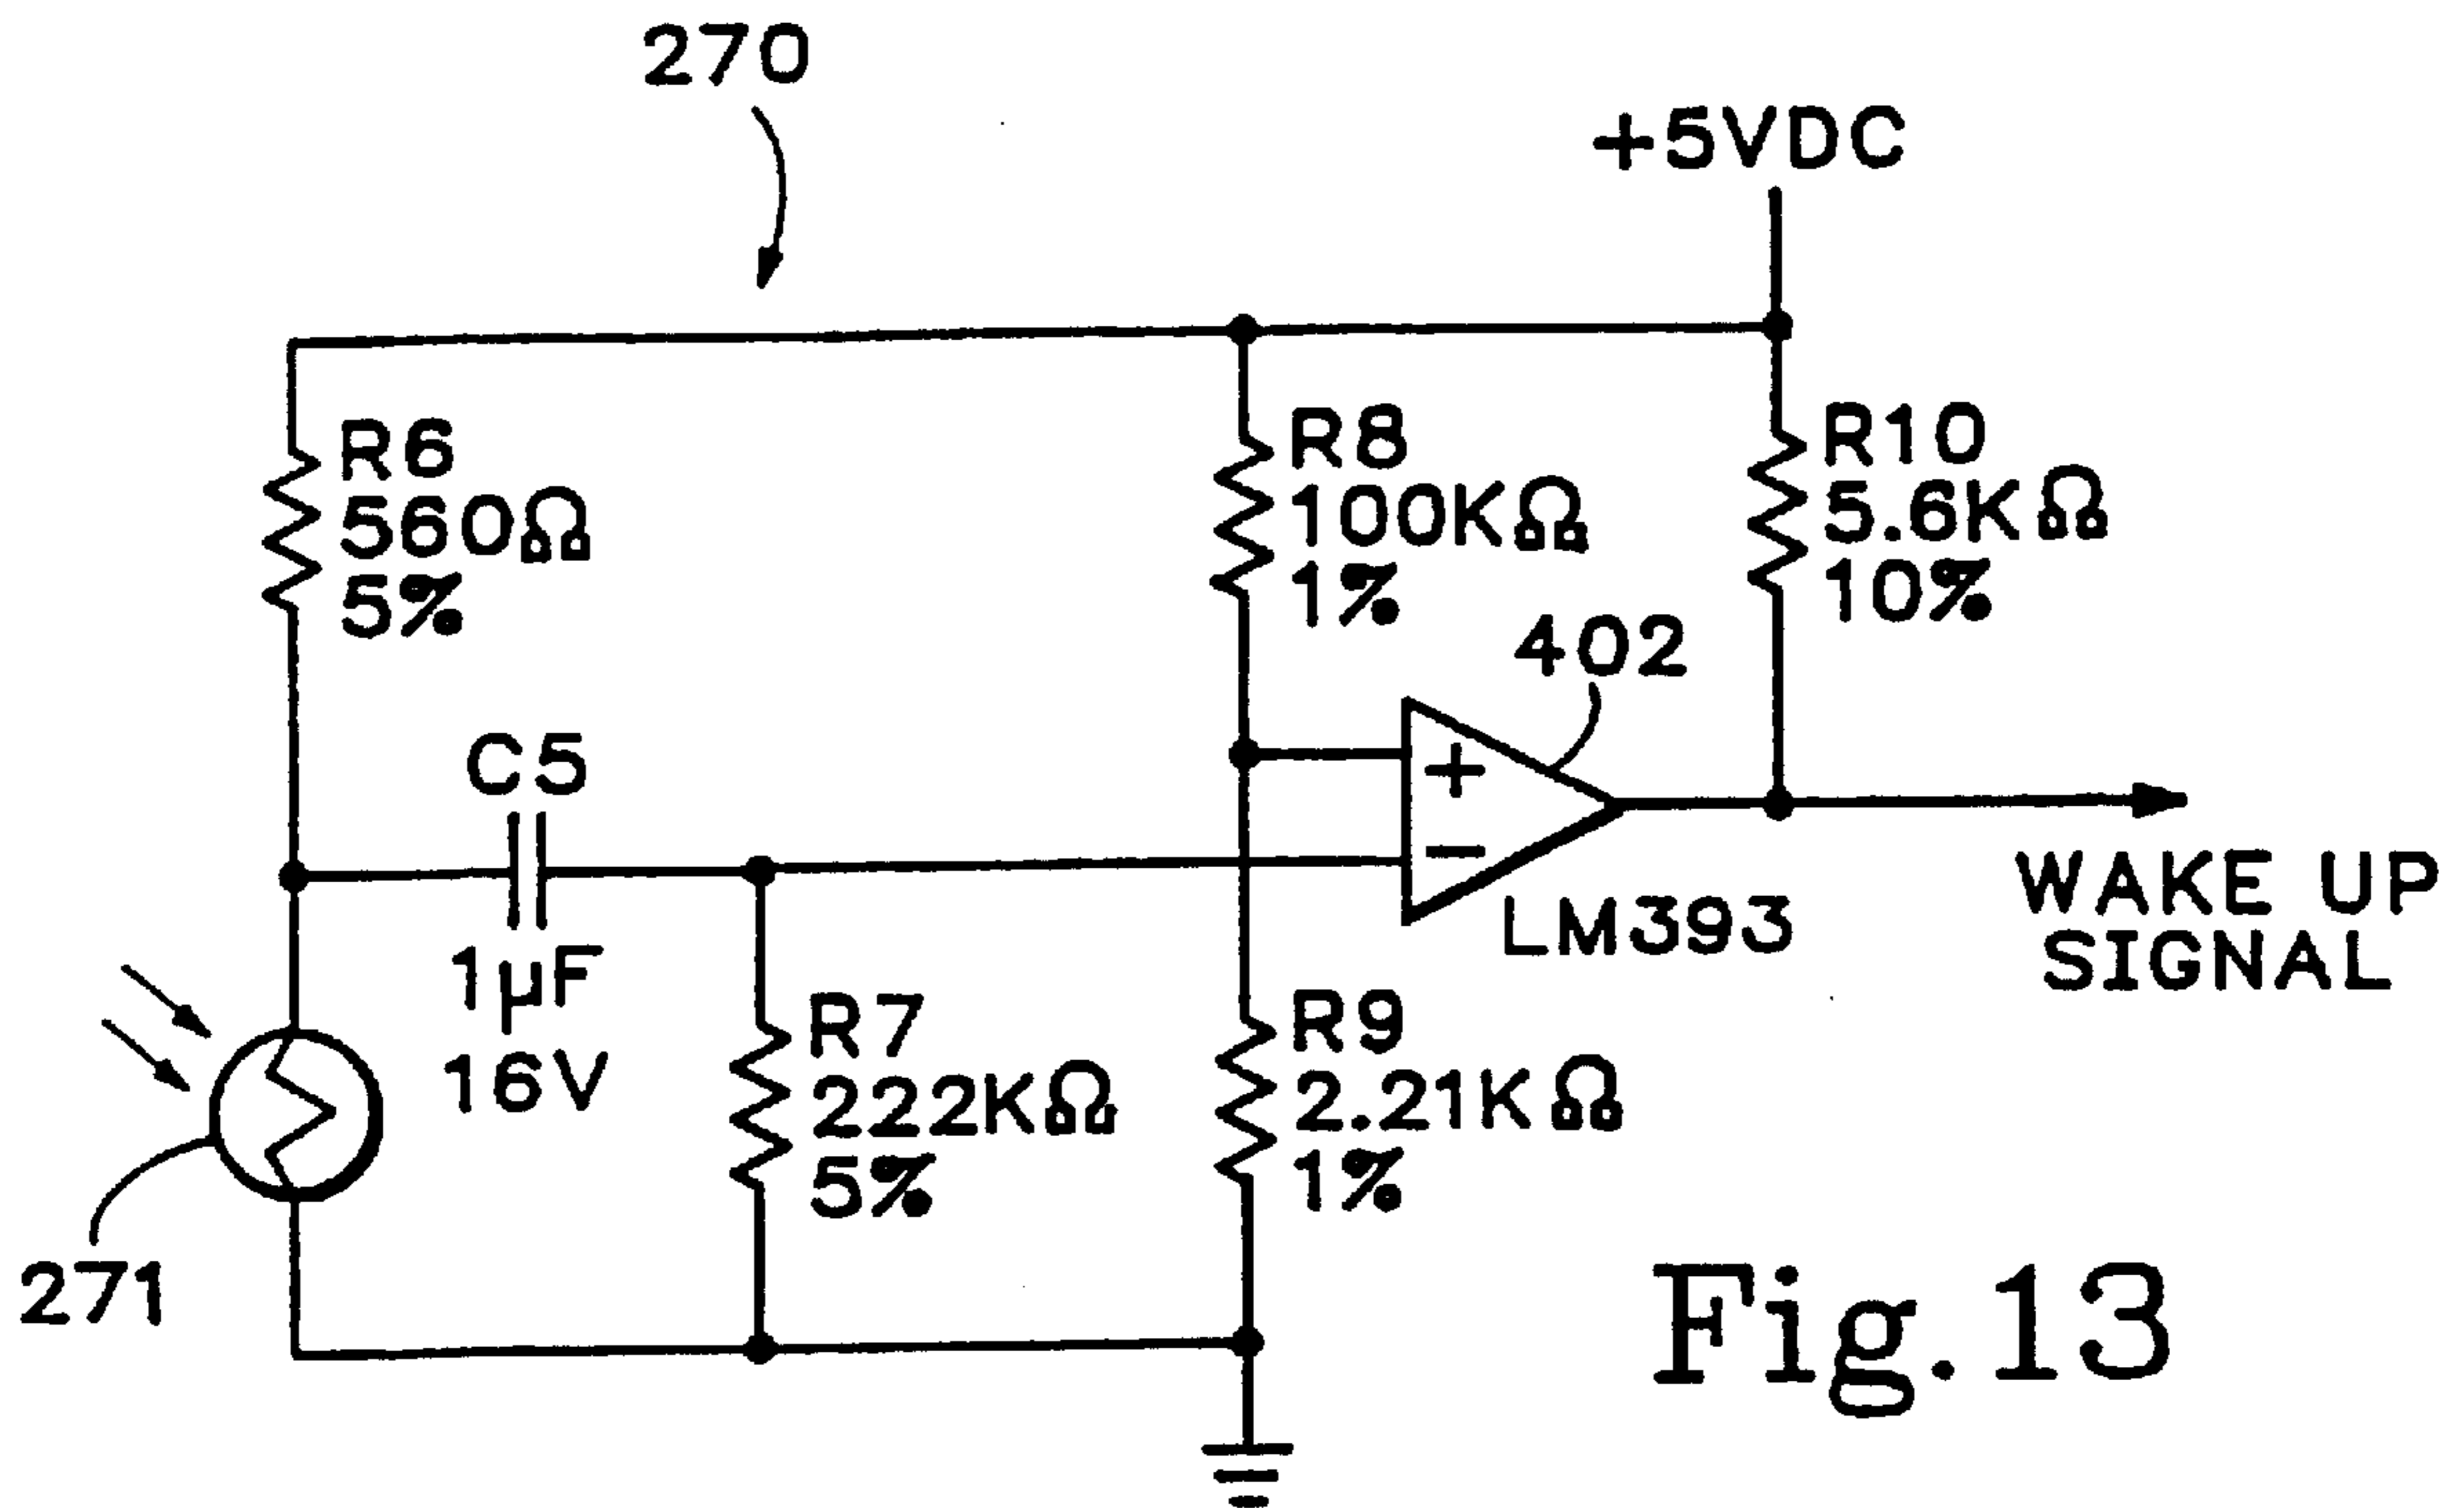 270
+5VDC
R6
560Ω
5%
R8
100KΩ
1%
R10
5.6KΩ
10%
402
C5
1µF
16V
+
−
LM393
WAKE UP
SIGNAL
R7
222KΩ
5%
R9
2.21KΩ
1%
271
Fig.13